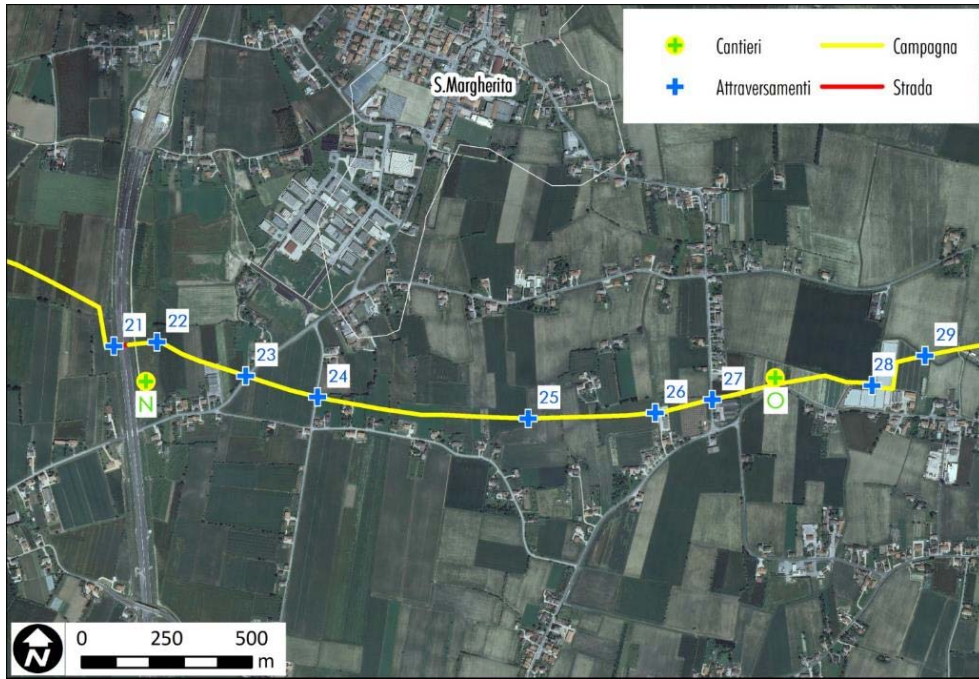 Cantieri
Campagna
Attraversamenti
Strada
S.Margherita
21
22
23
24
25
26
27
28
29
N
O
0 250 500
m
N